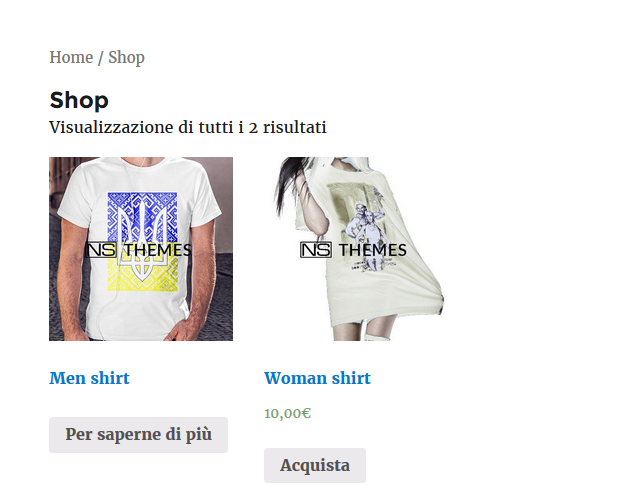 Home / Shop
Shop
Visualizzazione di tutti i 2 risultati
NS THEMES
NS THEMES
Men shirt
Woman shirt
10,00€
Per saperne di più
Acquista